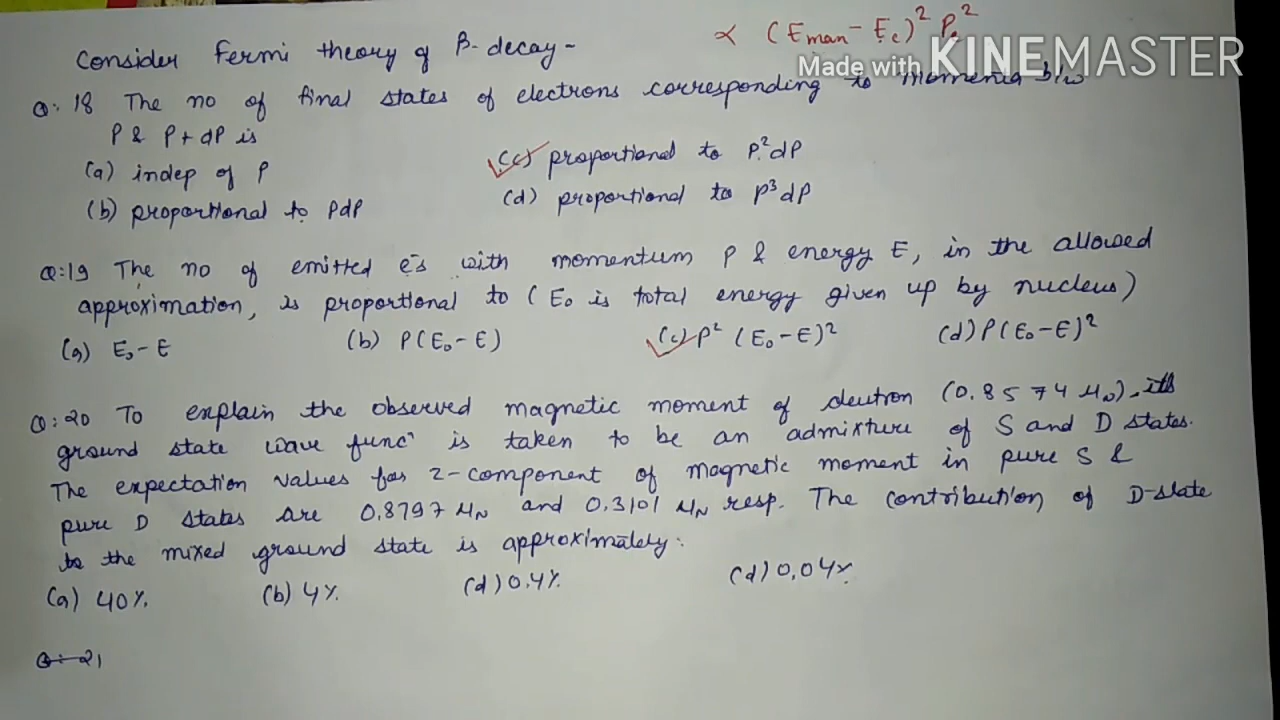 ∝ (Eman - Ee)² Pe²
Made with KINEMASTER
Consider Fermi theory of β-decay -
Q: 18 The no of final states of electrons corresponding to momenta b/w
P & P+dP is
(a) indep of P
(c) proportional to P²dP
(b) proportional to PdP
(d) proportional to P³dP
Q:19 The no of emitted e⁻s with momentum P & energy E, in the allowed
approximation, is proportional to (E₀ is total energy given up by nucleus)
(a) E₀-E (b) P(E₀-E) (c) P² (E₀-E)² (d) P(E₀-E)²
Q:20 To explain the observed magnetic moment of deutron (0.8574 μN), its
ground state wave funcⁿ is taken to be an admixture of S and D states.
The expectation values for z-component of magnetic moment in pure S &
pure D states are 0.8797 μN and 0.3101 μN resp. The contribution of D-state
to the mixed ground state is approximately:
(a) 40%. (b) 4%. (d) 0.4%. (d) 0.04%.
Q: 21